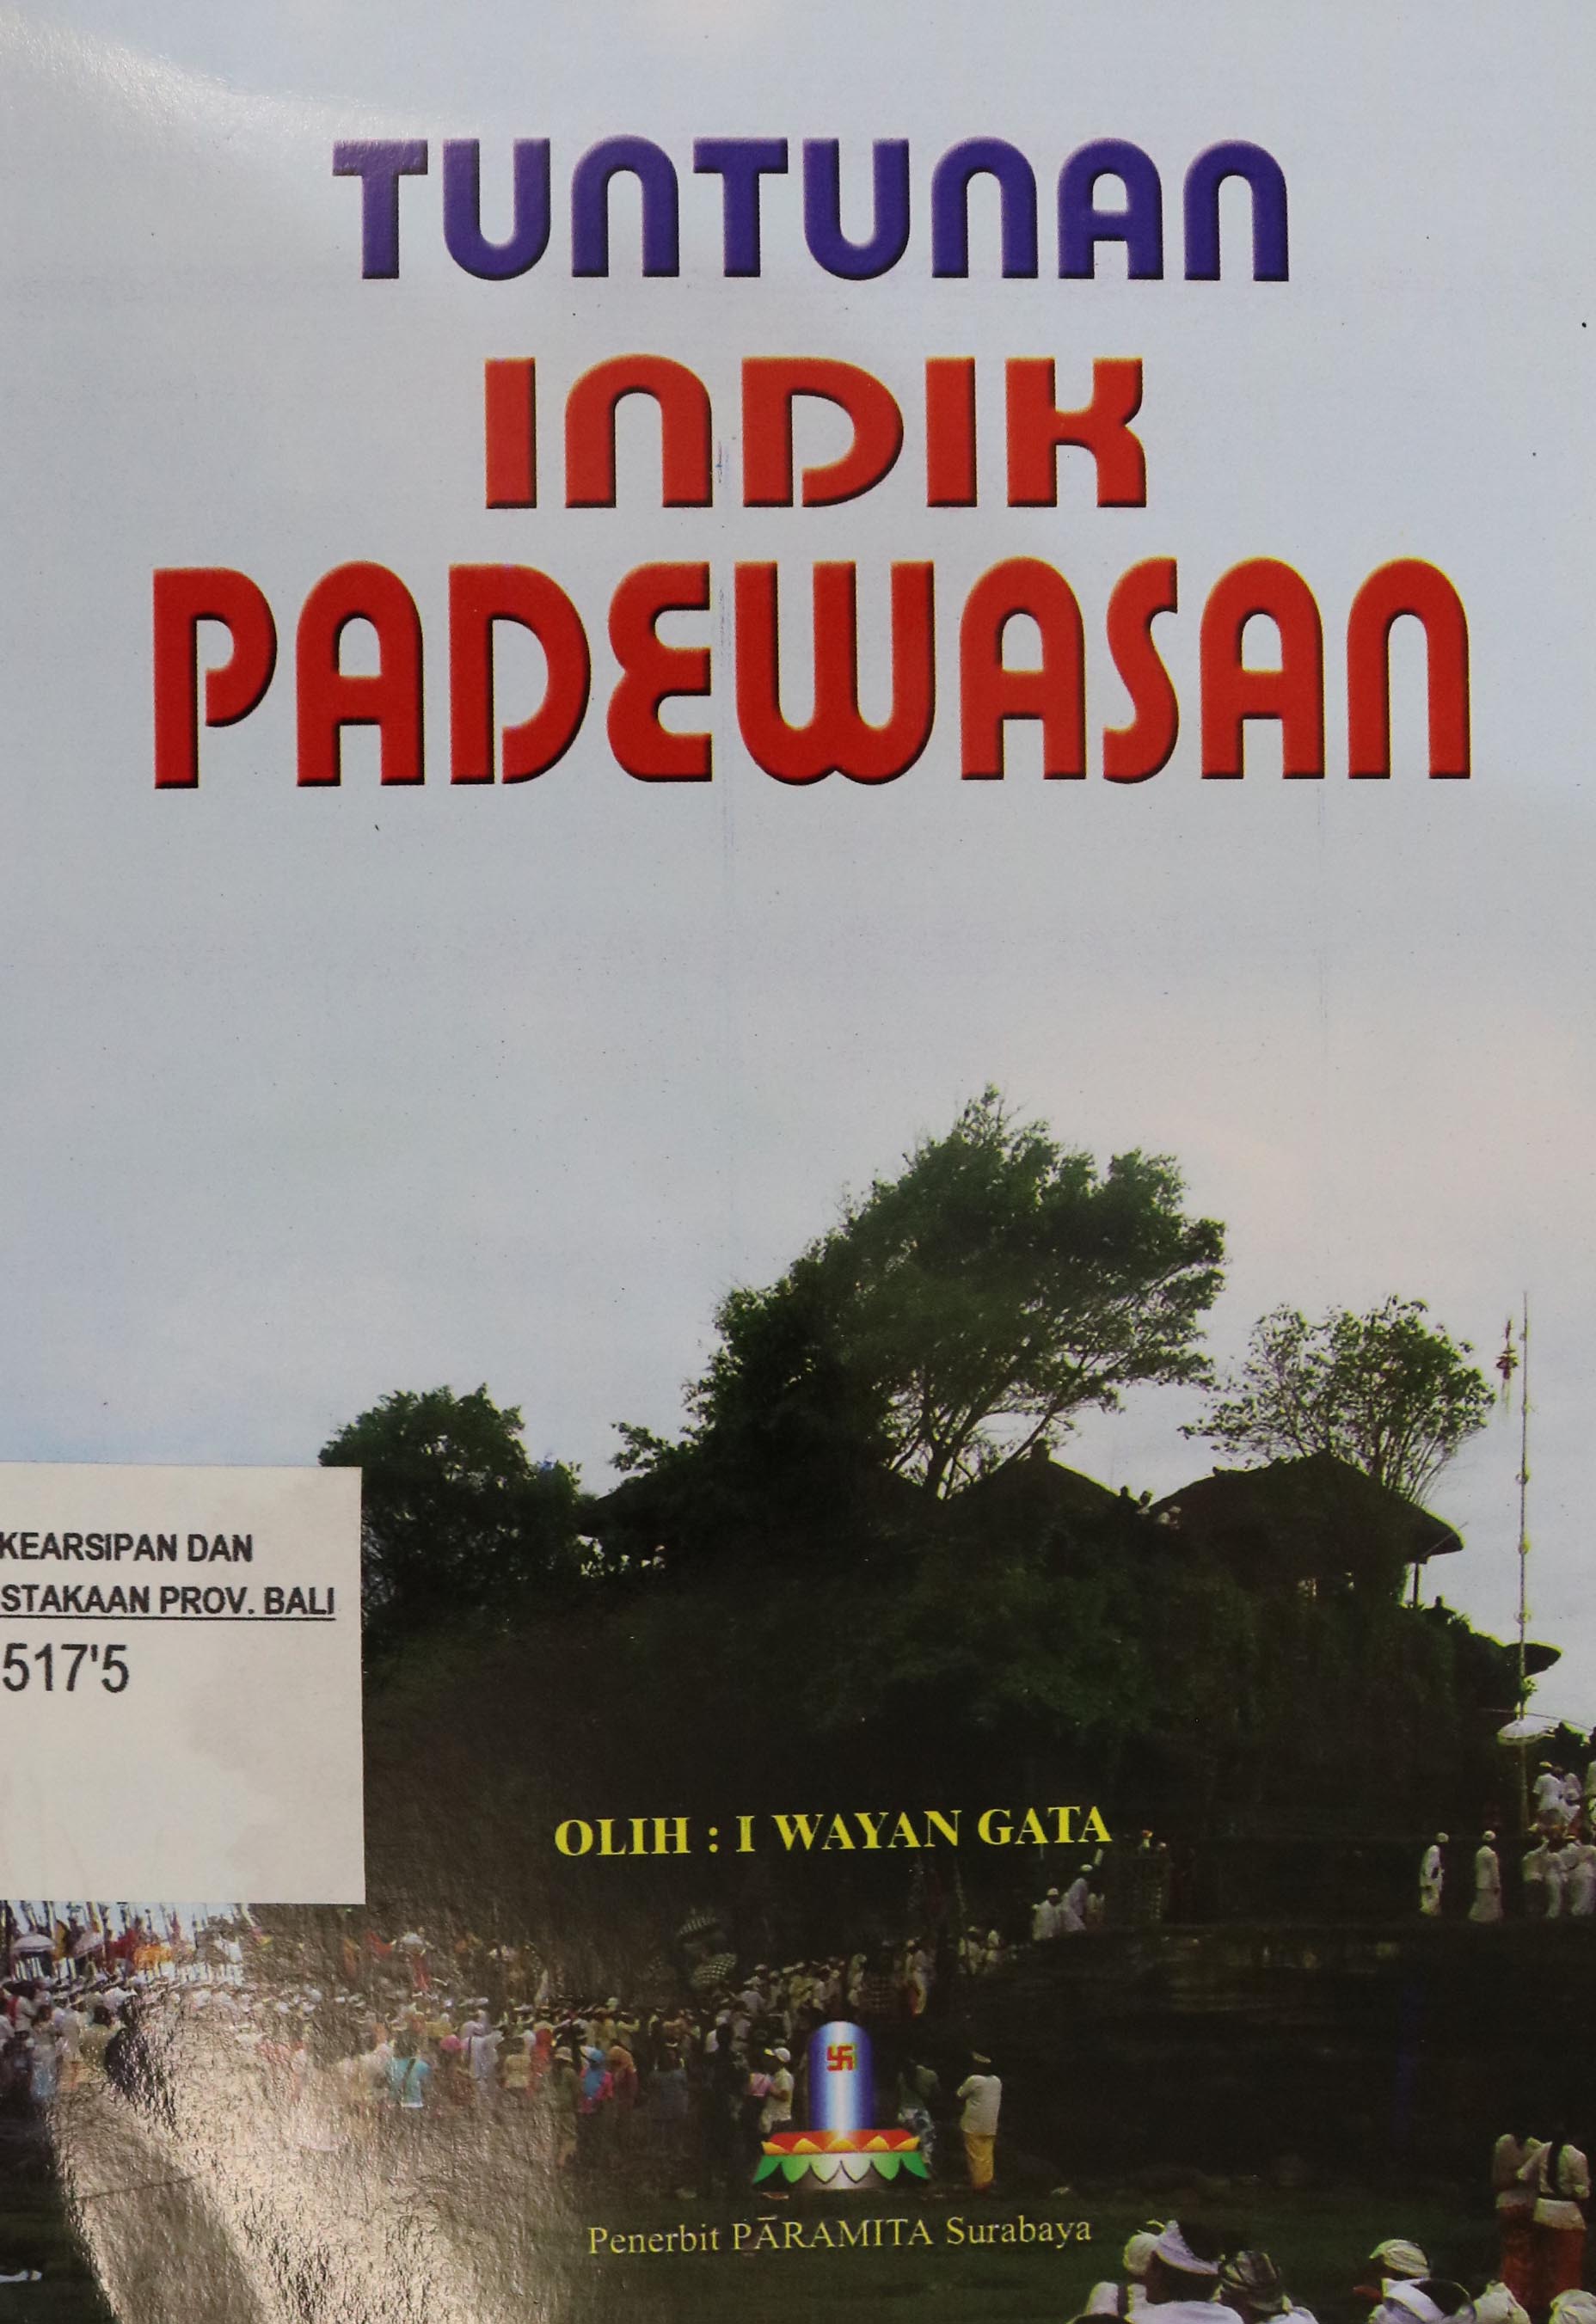 TUNTUNAN
INDIK
PADEWASAN
KEARSIPAN DAN
STAKAAN PROV. BALI
517'5
OLIH : I WAYAN GATA
Penerbit PĀRAMITA Surabaya